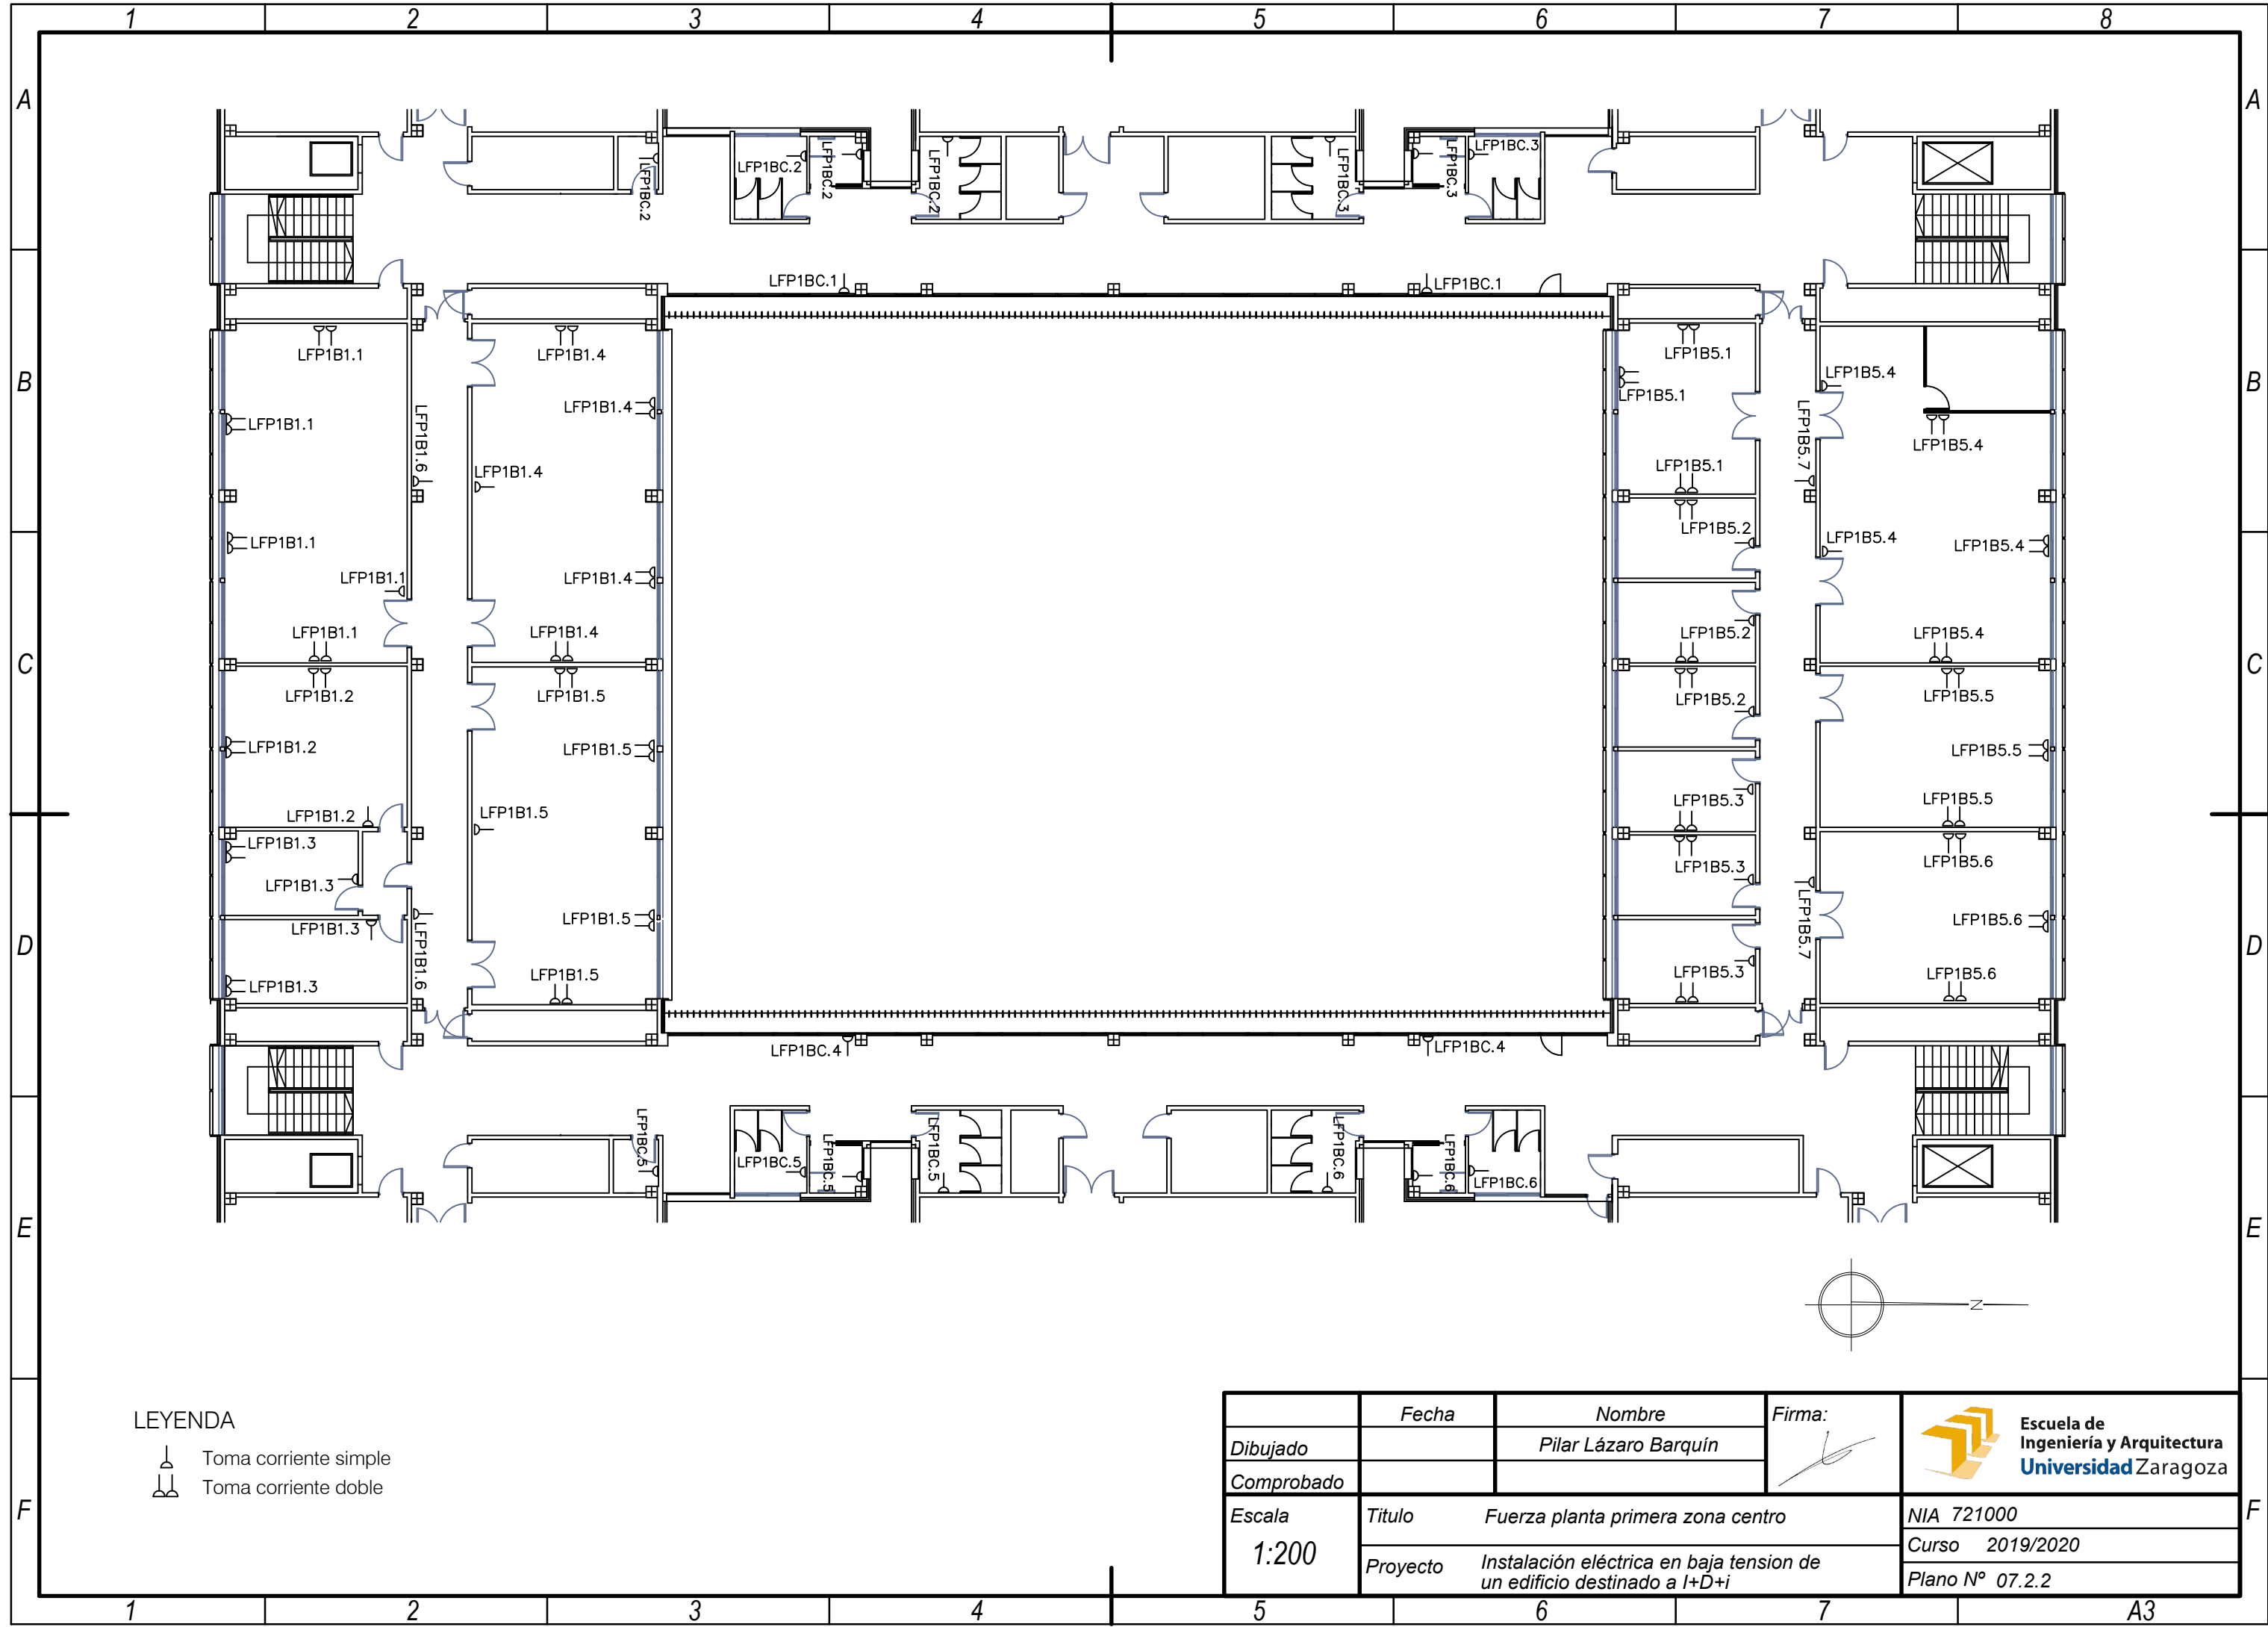 1 2 3 4 5 6 7 8
A A
LFP1BC.2
LFP1BC.2
LFP1BC.2
LFP1BC.2
LFP1BC.3
LFP1BC.3
LFP1BC.3
LFP1BC.1
LFP1BC.1
B B
LFP1B1.1
LFP1B1.4
LFP1B5.1
LFP1B5.4
LFP1B5.1
LFP1B1.4
LFP1B1.1
LFP1B1.6
LFP1B5.7
LFP1B5.4
LFP1B1.4
LFP1B5.1
LFP1B5.2
LFP1B1.1
LFP1B5.4
LFP1B5.4
LFP1B1.1
LFP1B1.4
LFP1B1.1
LFP1B1.4
LFP1B5.2
LFP1B5.4
C C
LFP1B1.2
LFP1B1.5
LFP1B5.2
LFP1B5.5
LFP1B1.2
LFP1B1.5
LFP1B5.5
LFP1B5.3
LFP1B5.5
LFP1B1.2
LFP1B1.5
LFP1B1.3
LFP1B5.3
LFP1B5.6
LFP1B1.3
LFP1B1.5
LFP1B5.6
LFP1B1.3
LFP1B1.6
LFP1B5.7
D D
LFP1B1.5
LFP1B5.3
LFP1B5.6
LFP1B1.3
LFP1BC.4
LFP1BC.4
LFP1BC.5
LFP1BC.5
LFP1BC.5
LFP1BC.5
LFP1BC.6
LFP1BC.6
LFP1BC.6
E E
N
LEYENDA
Toma corriente simple
Toma corriente doble
Fecha Nombre Firma:
Dibujado Pilar Lázaro Barquín
Comprobado
Escuela de
Ingeniería y Arquitectura
Universidad Zaragoza
Escala
1:200
Titulo Fuerza planta primera zona centro
Proyecto Instalación eléctrica en baja tension de
un edificio destinado a I+D+i
NIA 721000
Curso 2019/2020
Plano Nº 07.2.2
F F
1 2 3 4 5 6 7 A3